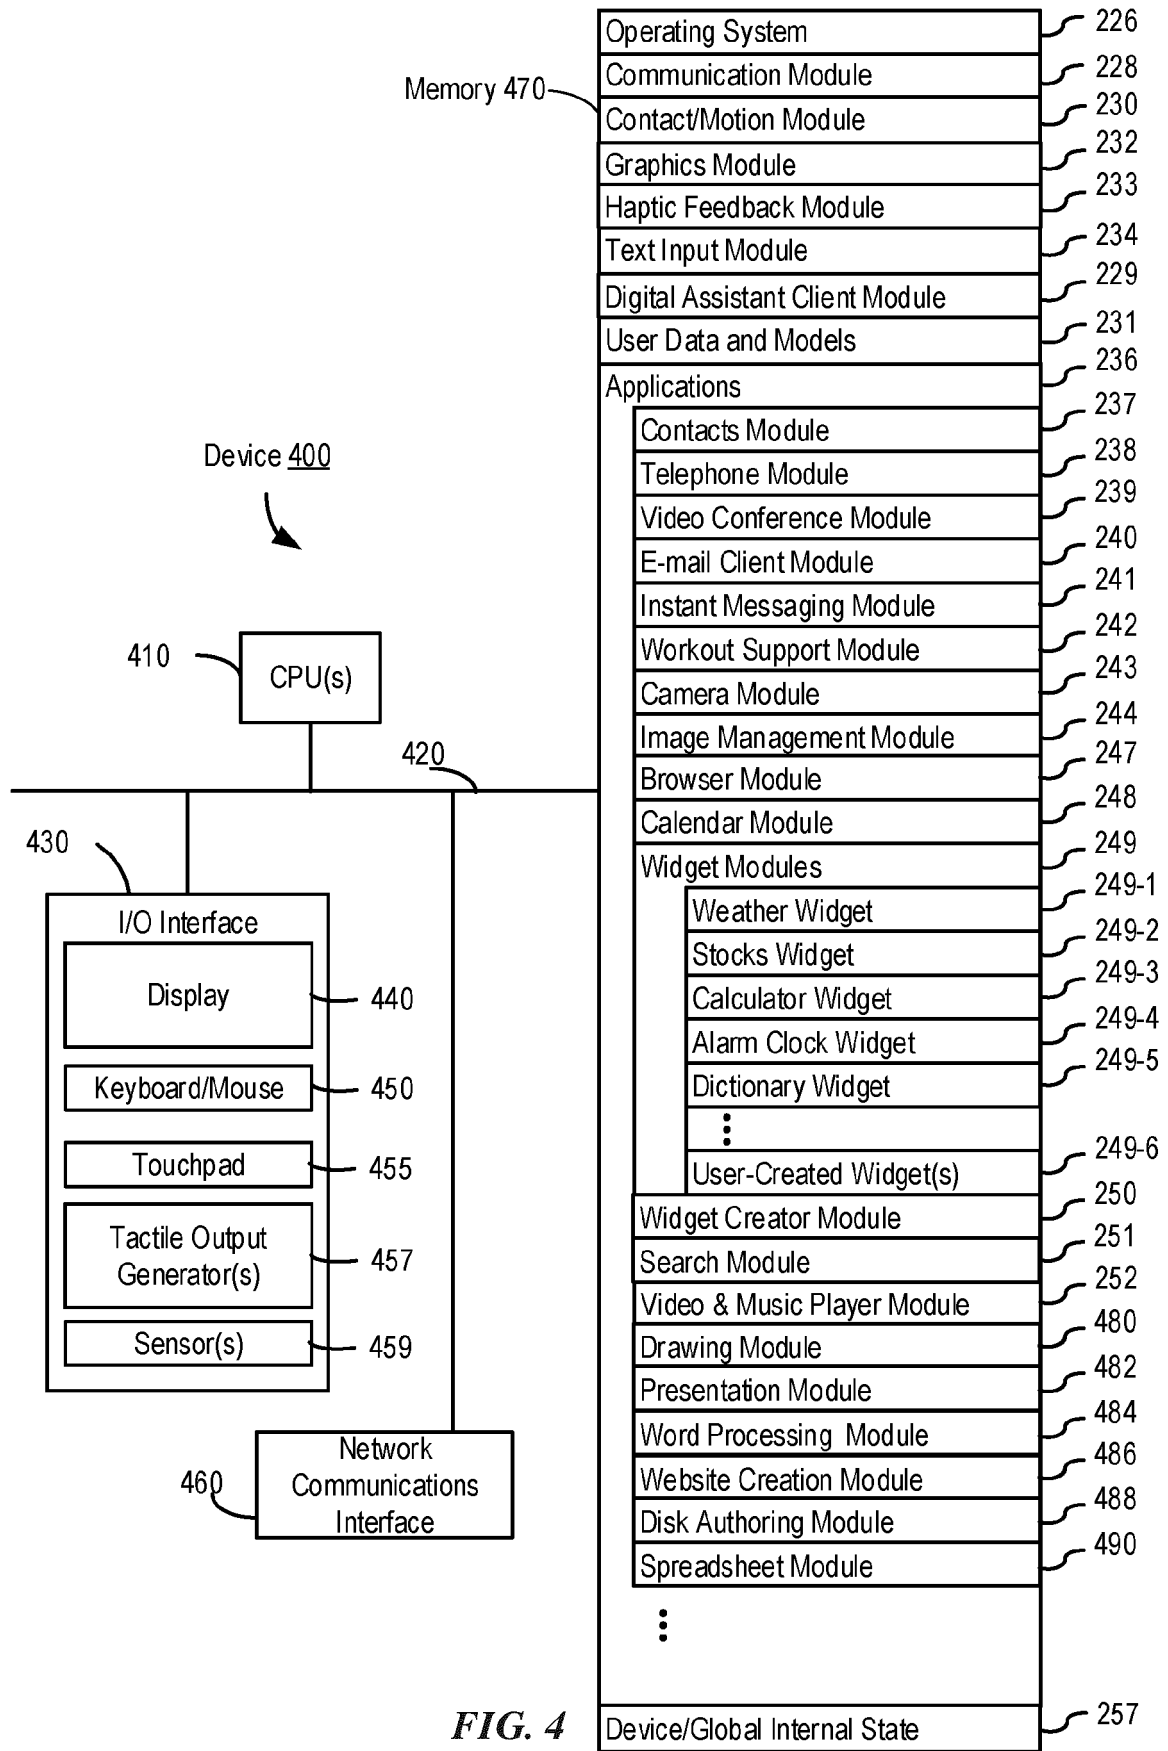 Operating System 226
Communication Module 228
Memory 470
Contact/Motion Module 230
Graphics Module 232
Haptic Feedback Module 233
Text Input Module 234
Digital Assistant Client Module 229
User Data and Models 231
Applications 236
Contacts Module 237
Telephone Module 238
Video Conference Module 239
E-mail Client Module 240
Instant Messaging Module 241
Workout Support Module 242
Camera Module 243
Image Management Module 244
Browser Module 247
Calendar Module 248
Widget Modules 249
Weather Widget 249-1
Stocks Widget 249-2
Calculator Widget 249-3
Alarm Clock Widget 249-4
Dictionary Widget 249-5
User-Created Widget(s) 249-6
Widget Creator Module 250
Search Module 251
Video & Music Player Module 252
Drawing Module 480
Presentation Module 482
Word Processing Module 484
Website Creation Module 486
Disk Authoring Module 488
Spreadsheet Module 490
Device/Global Internal State 257
Device 400
410
CPU(s)
420
430
I/O Interface
Display 440
Keyboard/Mouse 450
Touchpad 455
Tactile Output
Generator(s) 457
Sensor(s) 459
460
Network
Communications
Interface
FIG. 4